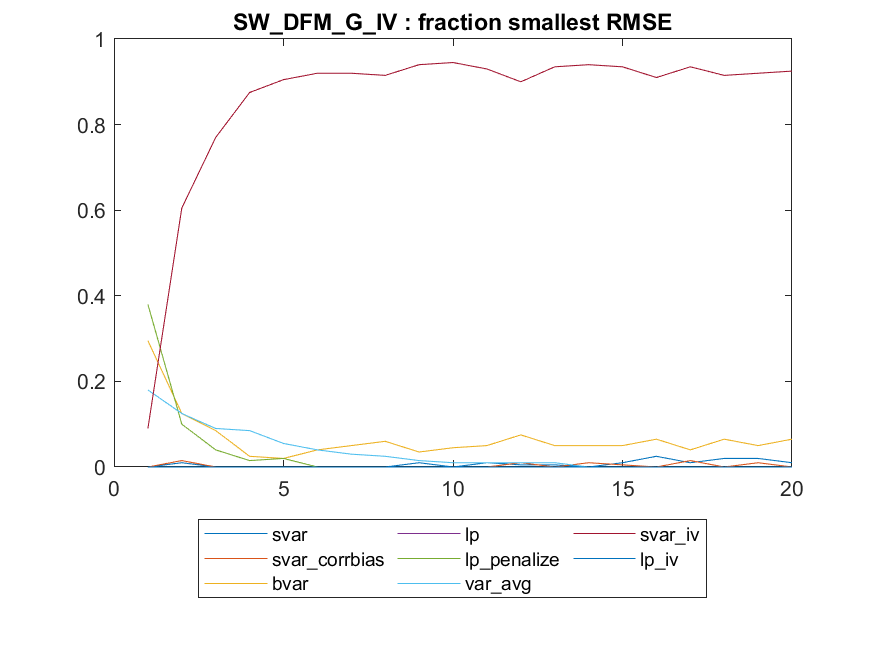 SW_DFM_G_IV : fraction smallest RMSE
1
0.8
0.6
0.4
0.2
0
0 5 10 15 20
svar lp svar_iv
svar_corrbias lp_penalize lp_iv
bvar var_avg